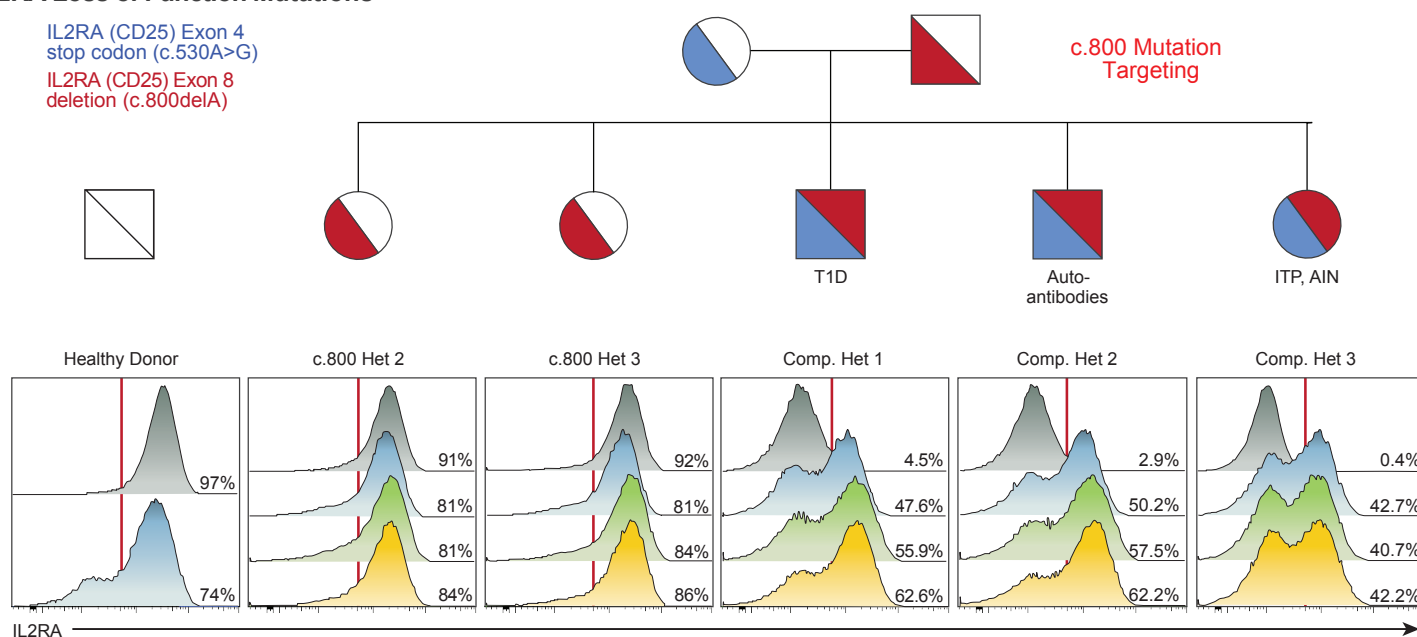 IL2RA (CD25) Exon 4
stop codon (c.530A>G)
IL2RA (CD25) Exon 8
deletion (c.800delA)
c.800 Mutation
Targeting
T1D
Auto-
antibodies
ITP, AIN
Healthy Donor
c.800 Het 2
c.800 Het 3
Comp. Het 1
Comp. Het 2
Comp. Het 3
97%
74%
91%
81%
81%
84%
92%
81%
84%
86%
4.5%
47.6%
55.9%
62.6%
2.9%
50.2%
57.5%
62.2%
0.4%
42.7%
40.7%
42.2%
IL2RA